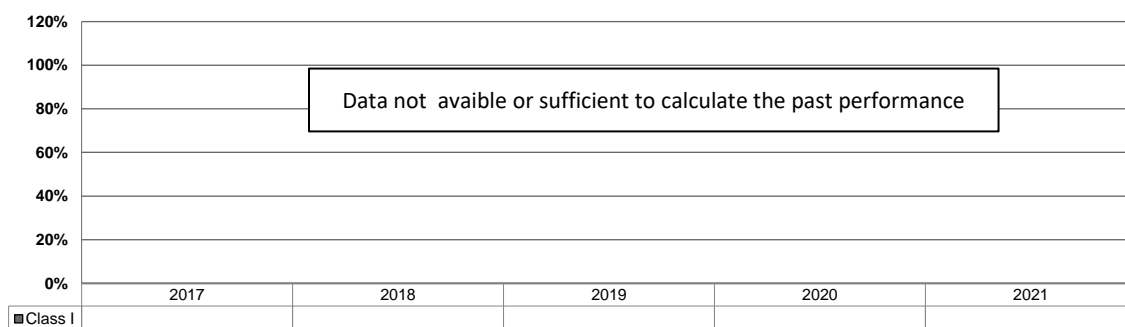 120%
100%
Data not avaible or sufficient to calculate the past performance
80%
60%
40%
20%
0%
2017 2018 2019 2020 2021
Class I